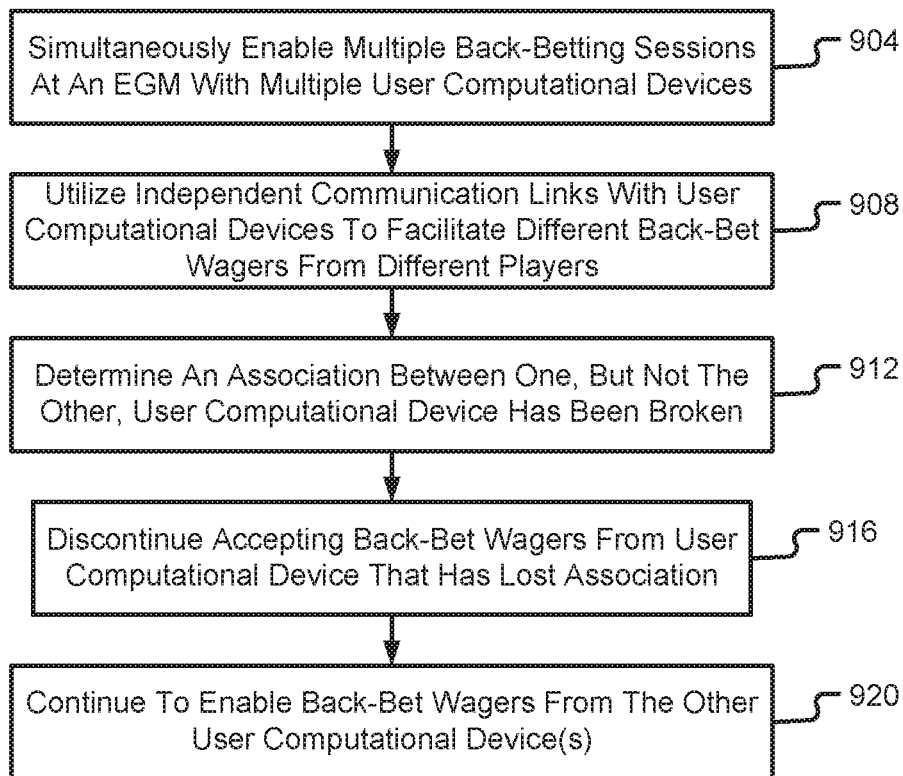 Simultaneously Enable Multiple Back-Betting Sessions
At An EGM With Multiple User Computational Devices
904
Utilize Independent Communication Links With User
Computational Devices To Facilitate Different Back-Bet
Wagers From Different Players
908
Determine An Association Between One, But Not The
Other, User Computational Device Has Been Broken
912
Discontinue Accepting Back-Bet Wagers From User
Computational Device That Has Lost Association
916
Continue To Enable Back-Bet Wagers From The Other
User Computational Device(s)
920